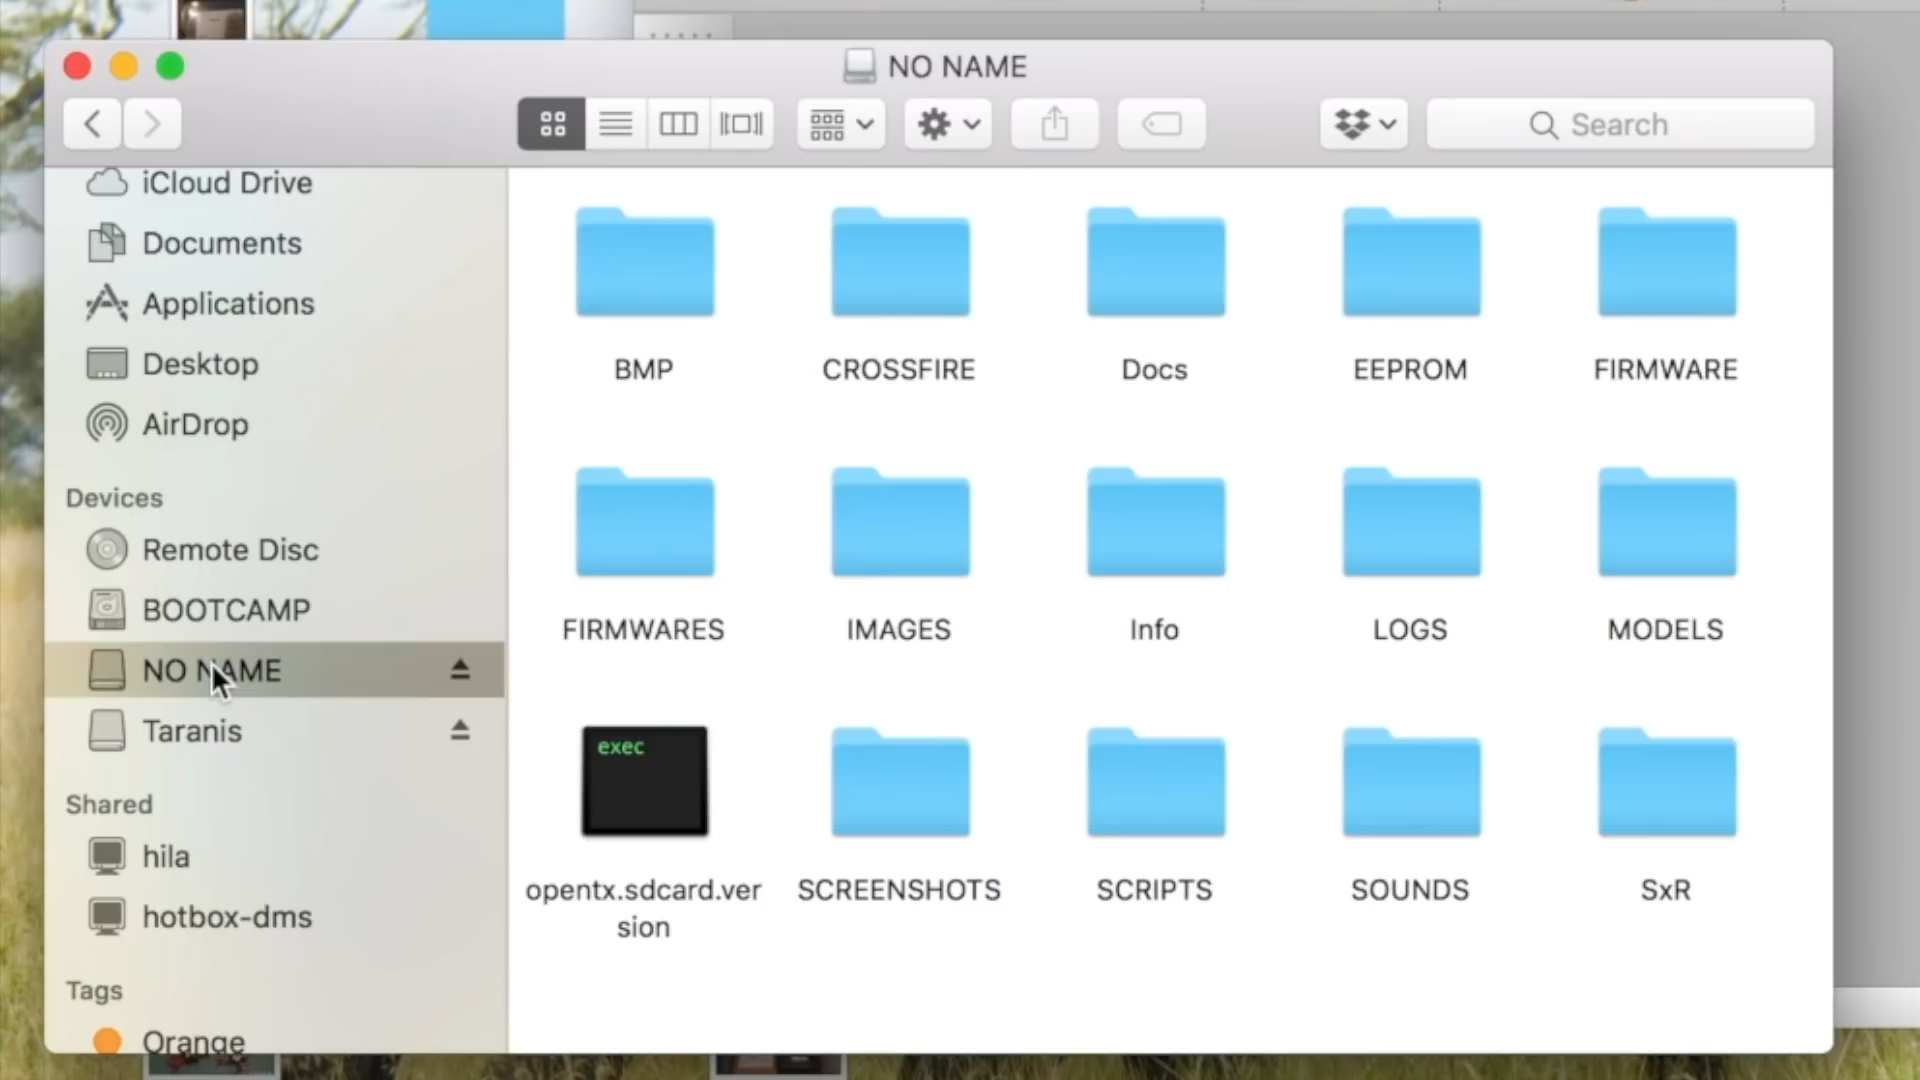 NO NAME
Search
iCloud Drive
Documents
Applications
Desktop
AirDrop
Devices
Remote Disc
BOOTCAMP
NO NAME
Taranis
Shared
hila
hotbox-dms
Tags
Orange
BMP
CROSSFIRE
Docs
EEPROM
FIRMWARE
FIRMWARES
IMAGES
Info
LOGS
MODELS
exec
opentx.sdcard.ver
sion
SCREENSHOTS
SCRIPTS
SOUNDS
SxR